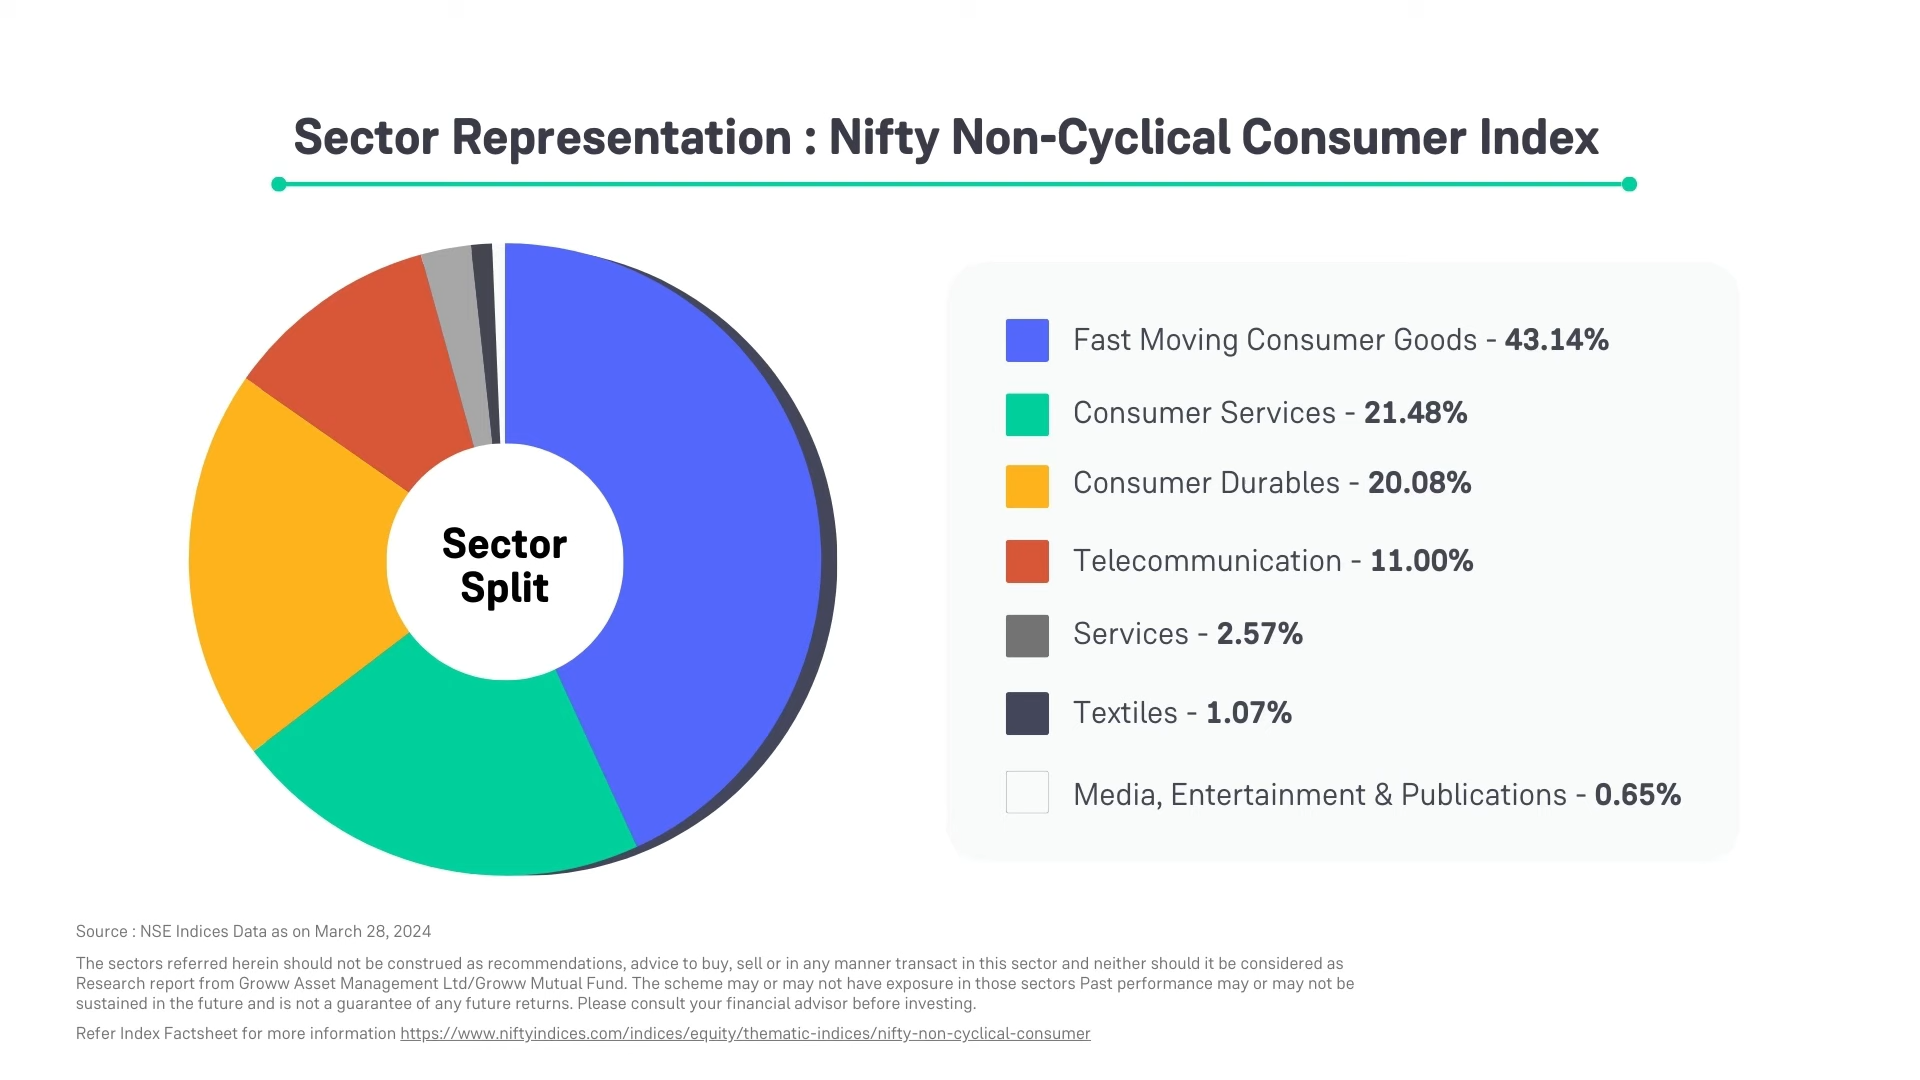 Sector Representation : Nifty Non-Cyclical Consumer Index
Sector
Split
Fast Moving Consumer Goods - 43.14%
Consumer Services - 21.48%
Consumer Durables - 20.08%
Telecommunication - 11.00%
Services - 2.57%
Textiles - 1.07%
Media, Entertainment & Publications - 0.65%
Source : NSE Indices Data as on March 28, 2024
The sectors referred herein should not be construed as recommendations, advice to buy, sell or in any manner transact in this sector and neither should it be considered as
Research report from Groww Asset Management Ltd/Groww Mutual Fund. The scheme may or may not have exposure in those sectors Past performance may or may not be
sustained in the future and is not a guarantee of any future returns. Please consult your financial advisor before investing.
Refer Index Factsheet for more information https://www.niftyindices.com/indices/equity/thematic-indices/nifty-non-cyclical-consumer